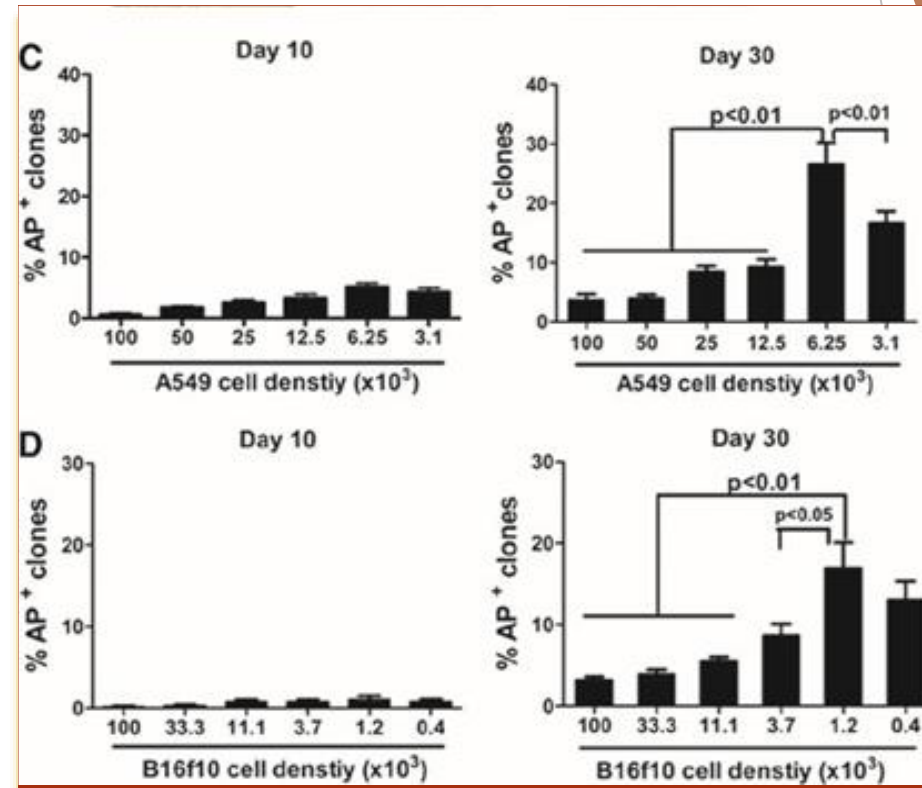 C
Day 10
% AP + clones
40
30
20
10
0
100 50 25 12.5 6.25 3.1
A549 cell denstiy (x10³)
Day 30
% AP +clones
40
30
20
10
0
p<0.01
p<0.01
100 50 25 12.5 6.25 3.1
A549 cell denstiy (x10³)
D
Day 10
% AP + clones
30
20
10
0
100 33.3 11.1 3.7 1.2 0.4
B16f10 cell denstiy (x10³)
Day 30
% AP + clones
30
20
10
0
p<0.01
p<0.05
100 33.3 11.1 3.7 1.2 0.4
B16f10 cell denstiy (x10³)